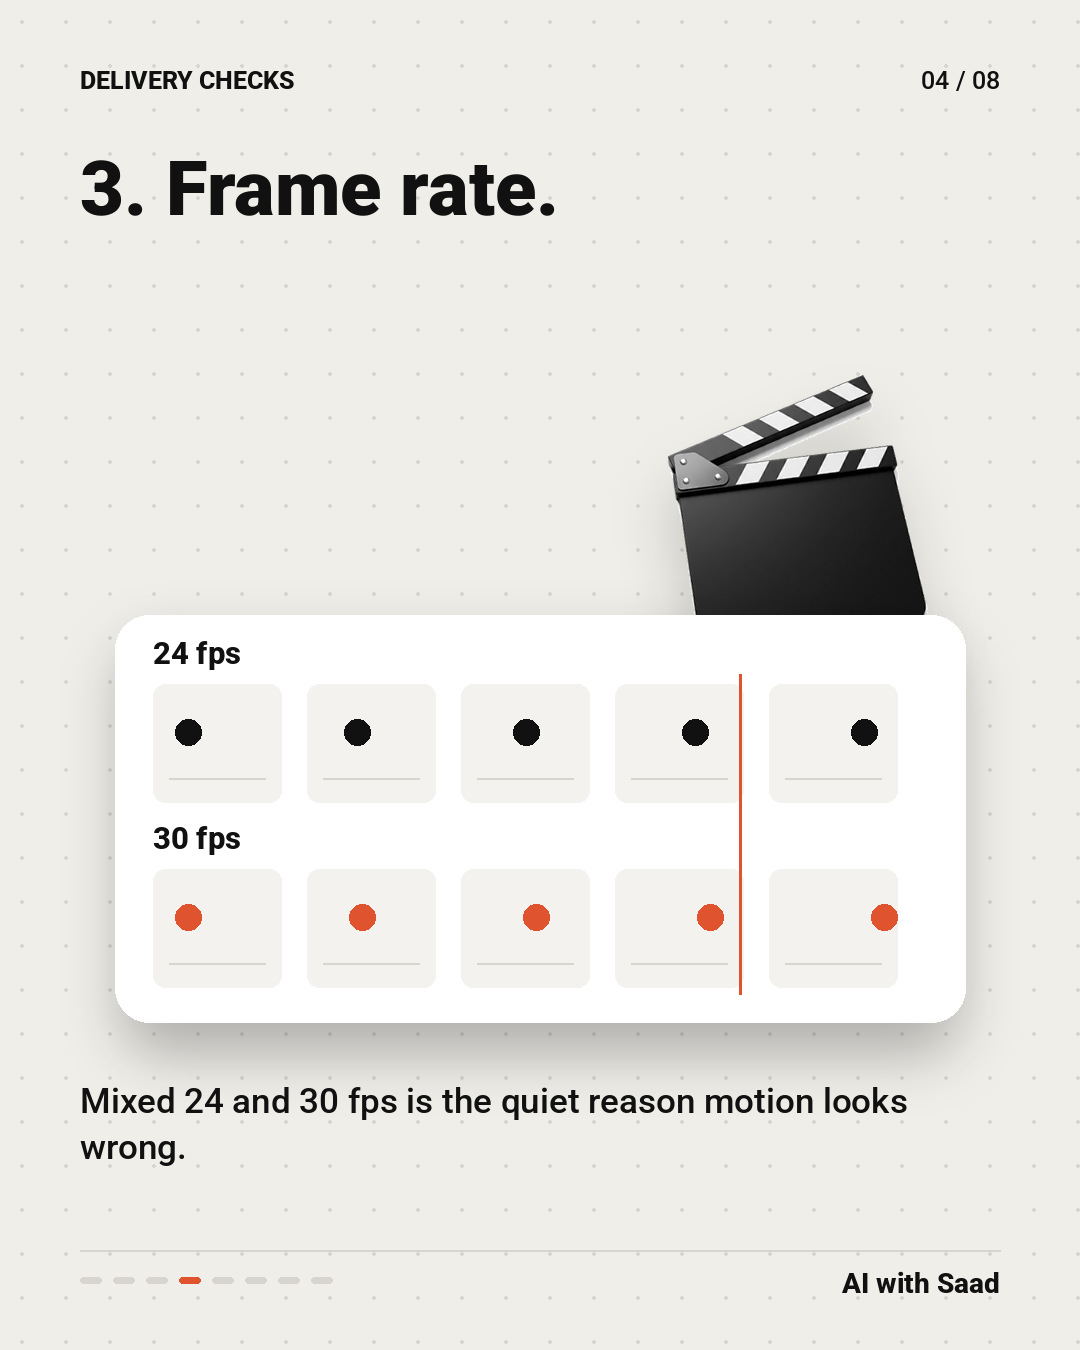 DELIVERY CHECKS
04 / 08
3. Frame rate.
24 fps
30 fps
Mixed 24 and 30 fps is the quiet reason motion looks
wrong.
AI with Saad